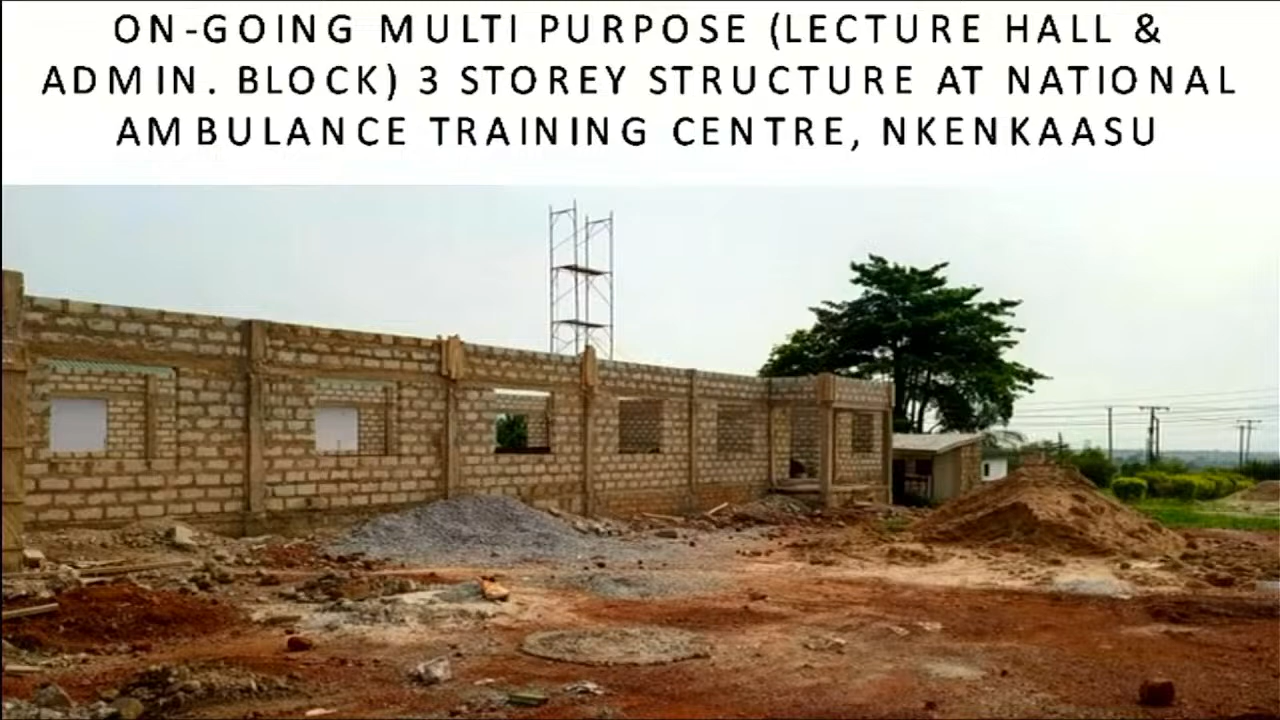 ON-GOING MULTI PURPOSE (LECTURE HALL &
ADMIN. BLOCK) 3 STOREY STRUCTURE AT NATIONAL
AMBULANCE TRAINING CENTRE, NKENKAASU